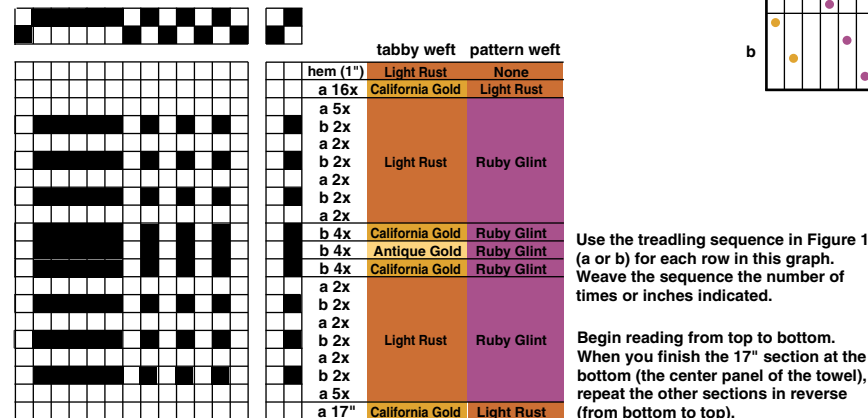 tabby weft pattern weft
b
hem (1") Light Rust None
a 16x California Gold Light Rust
a 5x
b 2x
a 2x
b 2x Light Rust Ruby Glint
a 2x
b 2x
a 2x
b 4x California Gold Ruby Glint
b 4x Antique Gold Ruby Glint
b 4x California Gold Ruby Glint
a 2x
b 2x
a 2x
b 2x Light Rust Ruby Glint
a 2x
b 2x
a 5x
a 17" California Gold Light Rust
Use the treadling sequence in Figure 1
(a or b) for each row in this graph.
Weave the sequence the number of
times or inches indicated.
Begin reading from top to bottom.
When you finish the 17" section at the
bottom (the center panel of the towel),
repeat the other sections in reverse
(from bottom to top).